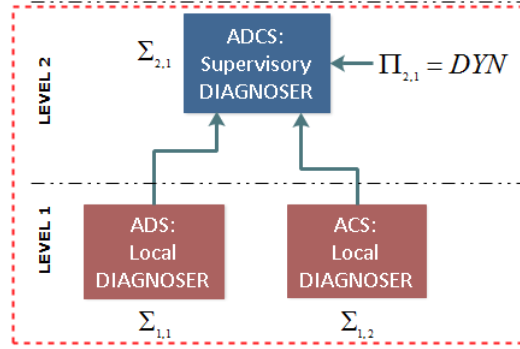 LEVEL 2
Σ2,1
ADCS:
Supervisory
DIAGNOSER
Π2,1 = DYN
LEVEL 1
ADS:
Local
DIAGNOSER
ACS:
Local
DIAGNOSER
Σ1,1
Σ1,2